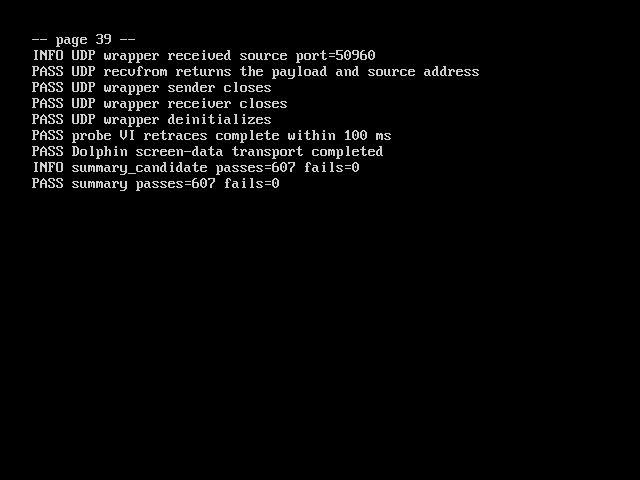 -- page 39 --
INFO UDP wrapper received source port=50960
PASS UDP recvfrom returns the payload and source address
PASS UDP wrapper sender closes
PASS UDP wrapper receiver closes
PASS UDP wrapper deinitializes
PASS probe VI retraces complete within 100 ms
PASS Dolphin screen-data transport completed
INFO summary_candidate passes=607 fails=0
PASS summary passes=607 fails=0